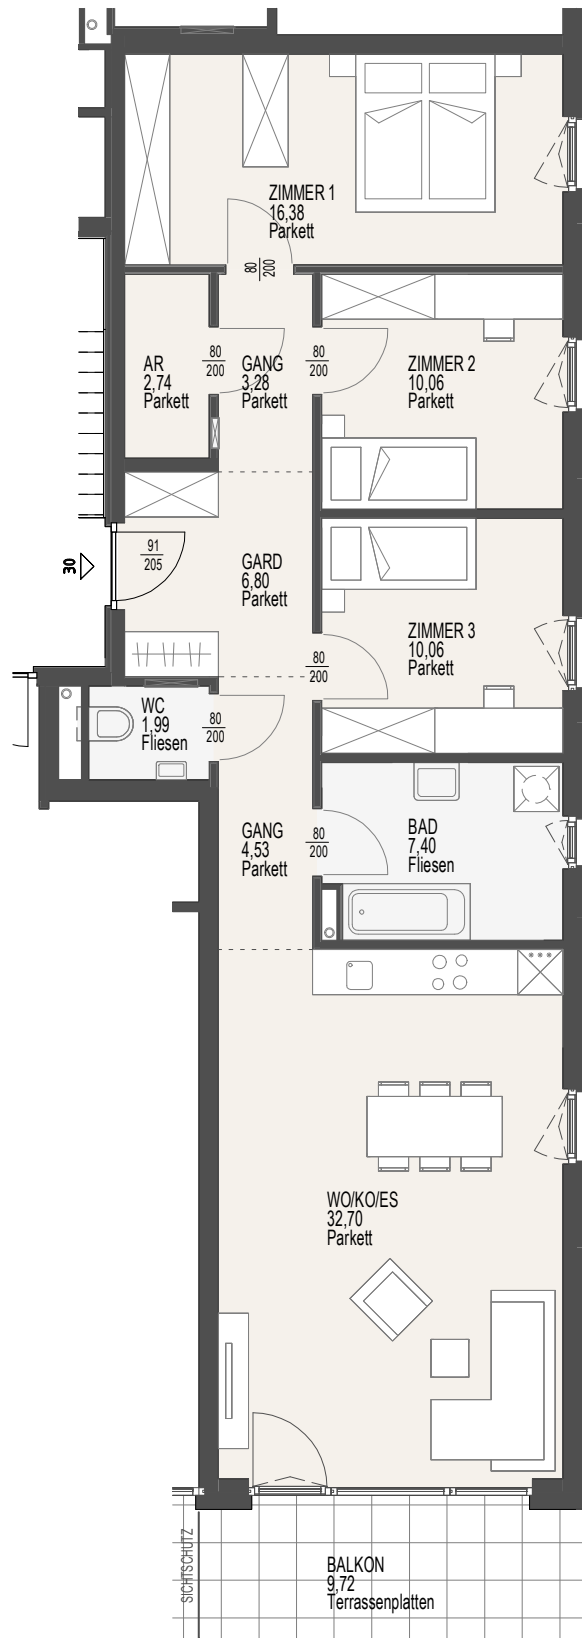 ZIMMER 1
16,38
Parkett
80
200
AR
2,74
Parkett
80
200
GANG
3,28
Parkett
80
200
ZIMMER 2
10,06
Parkett
30
91
205
GARD
6,80
Parkett
ZIMMER 3
10,06
Parkett
80
200
WC
1,99
Fliesen
80
200
GANG
4,53
Parkett
80
200
BAD
7,40
Fliesen
WO/KO/ES
32,70
Parkett
SICHTSCHUTZ
BALKON
9,72
Terrassenplatten